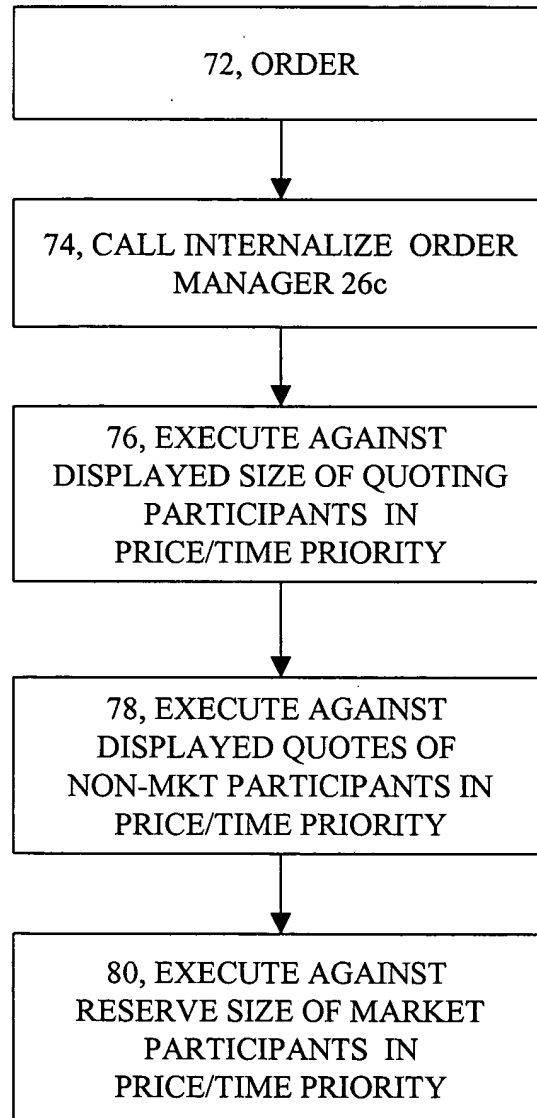 72, ORDER
74, CALL INTERNALIZE ORDER
MANAGER 26c
76, EXECUTE AGAINST
DISPLAYED SIZE OF QUOTING
PARTICIPANTS IN
PRICE/TIME PRIORITY
78, EXECUTE AGAINST
DISPLAYED QUOTES OF
NON-MKT PARTICIPANTS IN
PRICE/TIME PRIORITY
80, EXECUTE AGAINST
RESERVE SIZE OF MARKET
PARTICIPANTS IN
PRICE/TIME PRIORITY